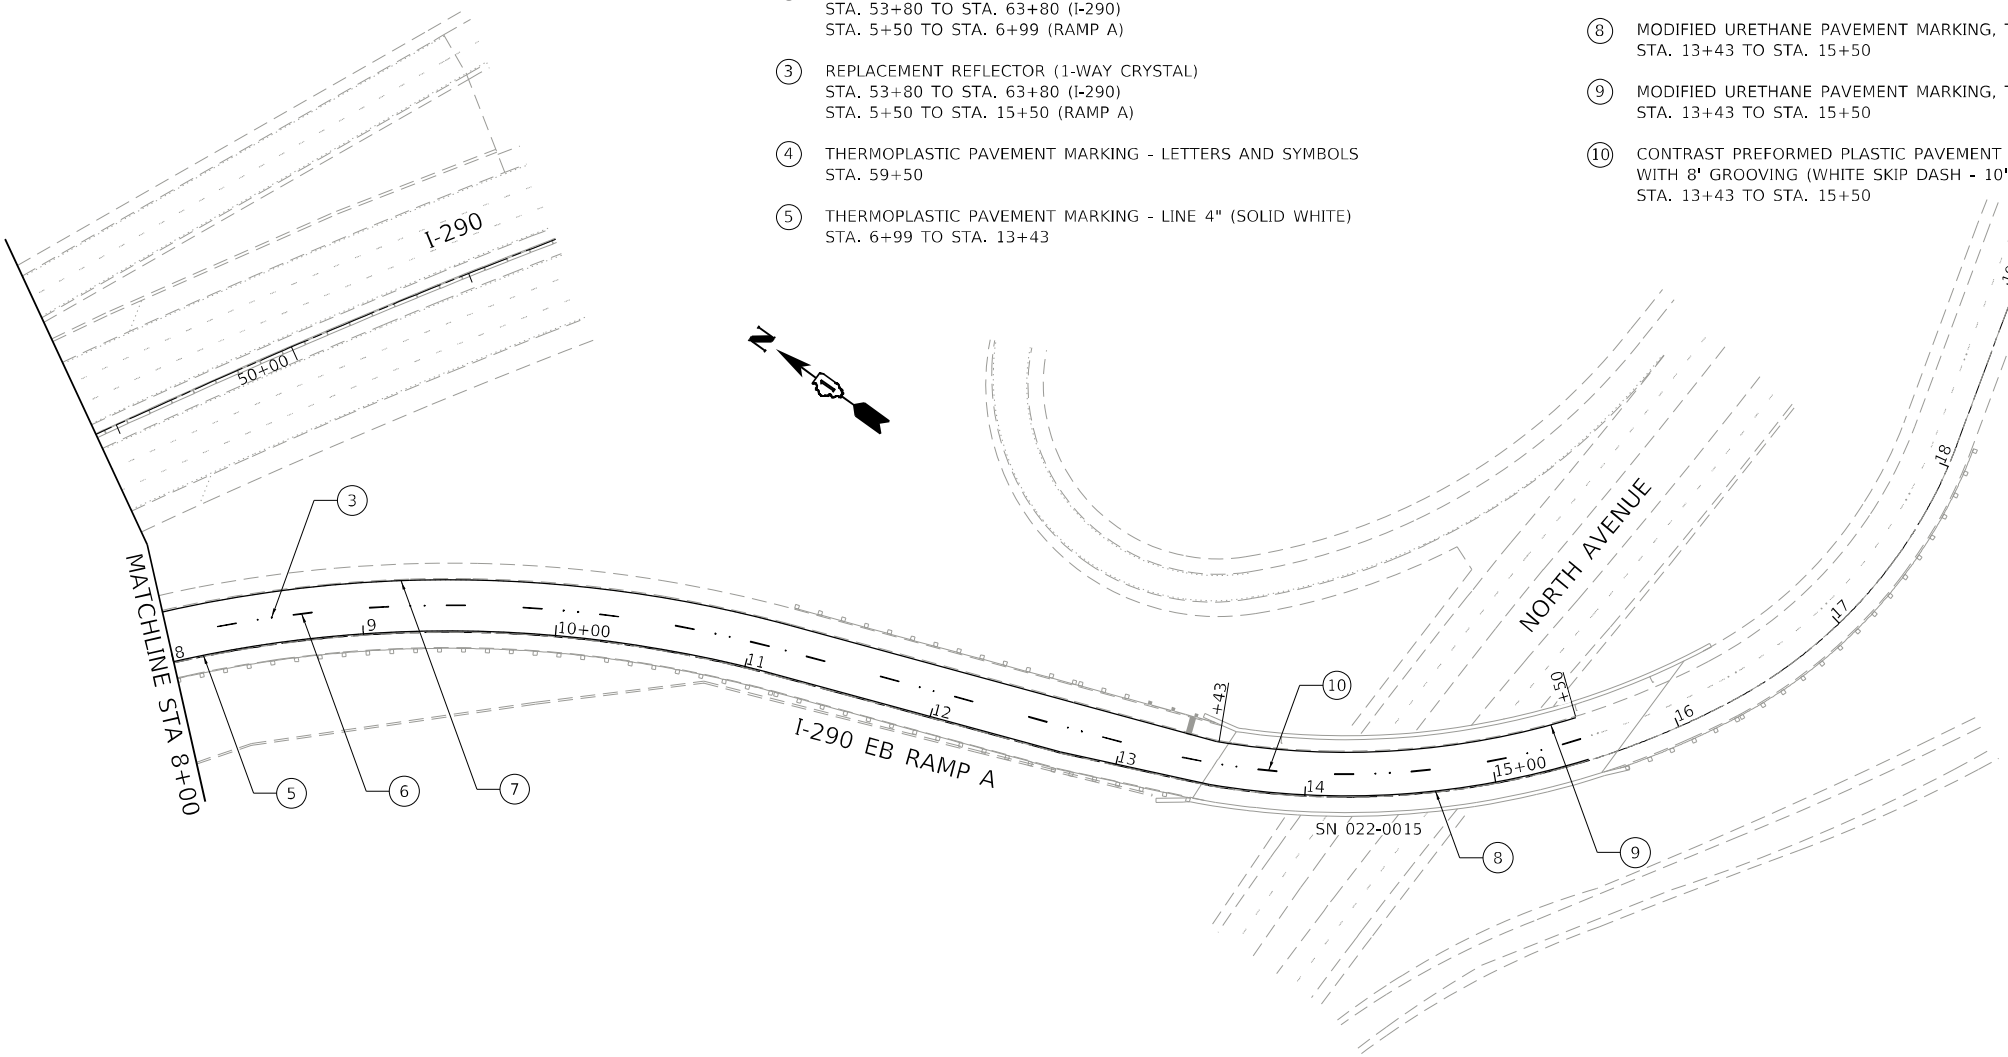 STA. 53+80 TO STA. 63+80 (I-290)
STA. 5+50 TO STA. 6+99 (RAMP A)
3 REPLACEMENT REFLECTOR (1-WAY CRYSTAL)
STA. 53+80 TO STA. 63+80 (I-290)
STA. 5+50 TO STA. 15+50 (RAMP A)
4 THERMOPLASTIC PAVEMENT MARKING - LETTERS AND SYMBOLS
STA. 59+50
5 THERMOPLASTIC PAVEMENT MARKING - LINE 4" (SOLID WHITE)
STA. 6+99 TO STA. 13+43
8 MODIFIED URETHANE PAVEMENT MARKING,
STA. 13+43 TO STA. 15+50
9 MODIFIED URETHANE PAVEMENT MARKING,
STA. 13+43 TO STA. 15+50
10 CONTRAST PREFORMED PLASTIC PAVEMENT
WITH 8' GROOVING (WHITE SKIP DASH - 10'
STA. 13+43 TO STA. 15+50
I-290
50+00
N
3
MATCHLINE STA 8+00
8
9
10+00
11
12
13
14
15+00
16
17
18
+43
+50
10
NORTH AVENUE
I-290 EB RAMP A
SN 022-0015
5
6
7
8
9